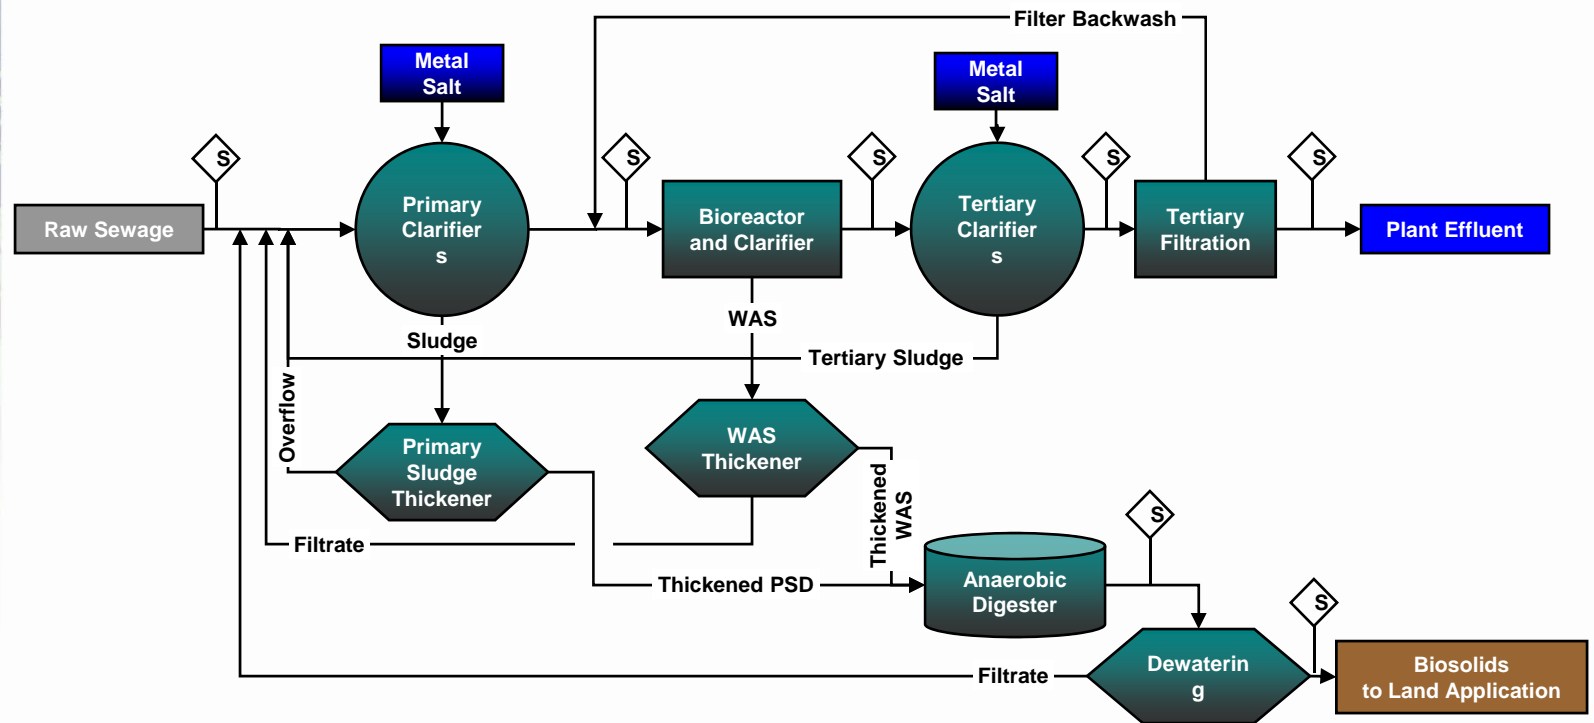 Filter Backwash
Metal
Salt
Metal
Salt
S
S
S
S
S
Raw Sewage
Primary
Clarifier
s
Bioreactor
and Clarifier
Tertiary
Clarifier
s
Tertiary
Filtration
Plant Effluent
WAS
Sludge
Tertiary Sludge
Overflow
Primary
Sludge
Thickener
WAS
Thickener
Thickened
WAS
S
Filtrate
Thickened PSD
Anaerobic
Digester
S
Filtrate
Dewaterin
g
Biosolids
to Land Application